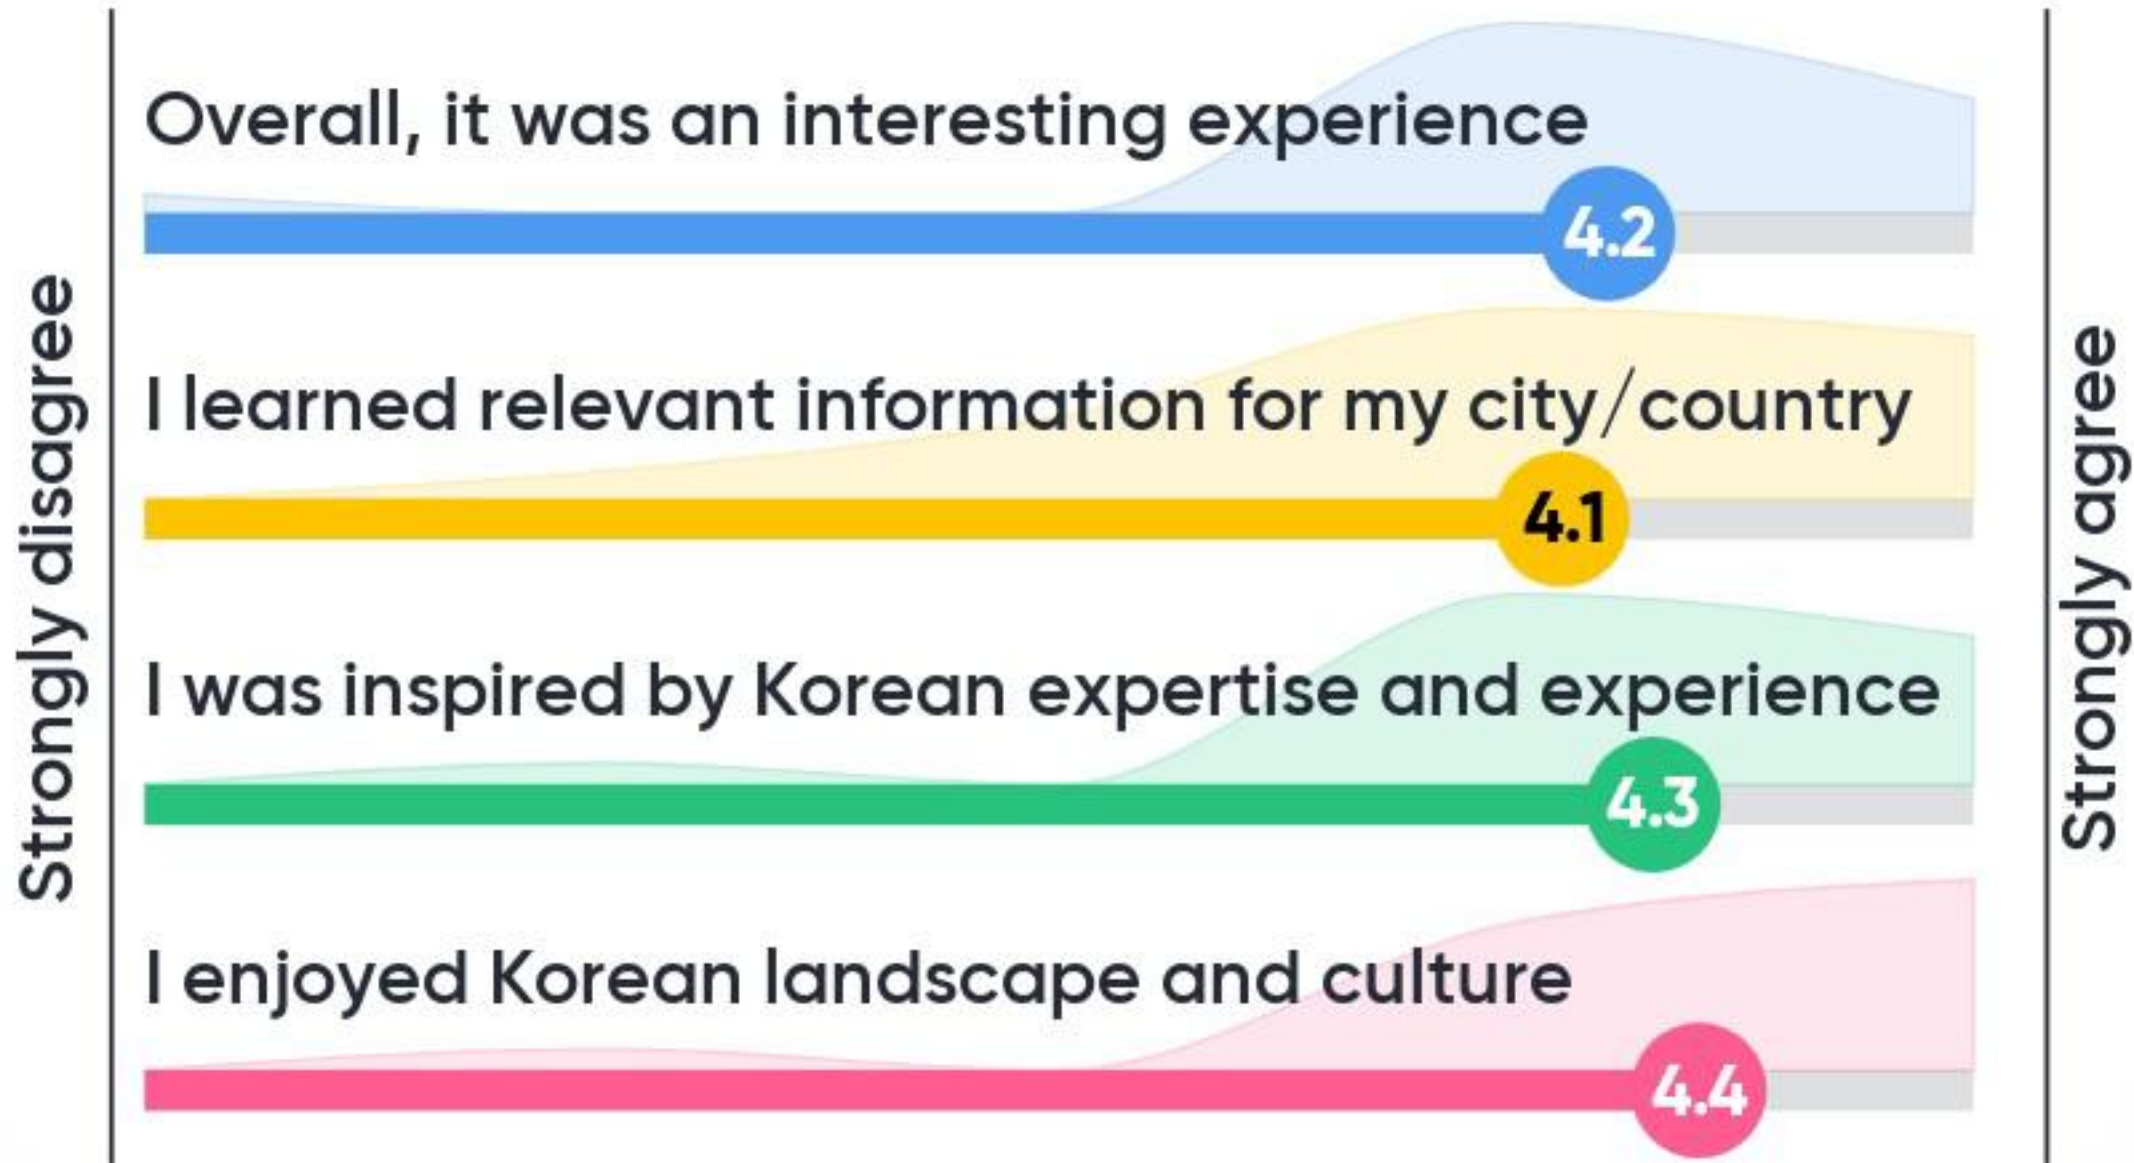 Strongly disagree
Overall, it was an interesting experience
4.2
I learned relevant information for my city/country
4.1
I was inspired by Korean expertise and experience
4.3
I enjoyed Korean landscape and culture
4.4
Strongly agree